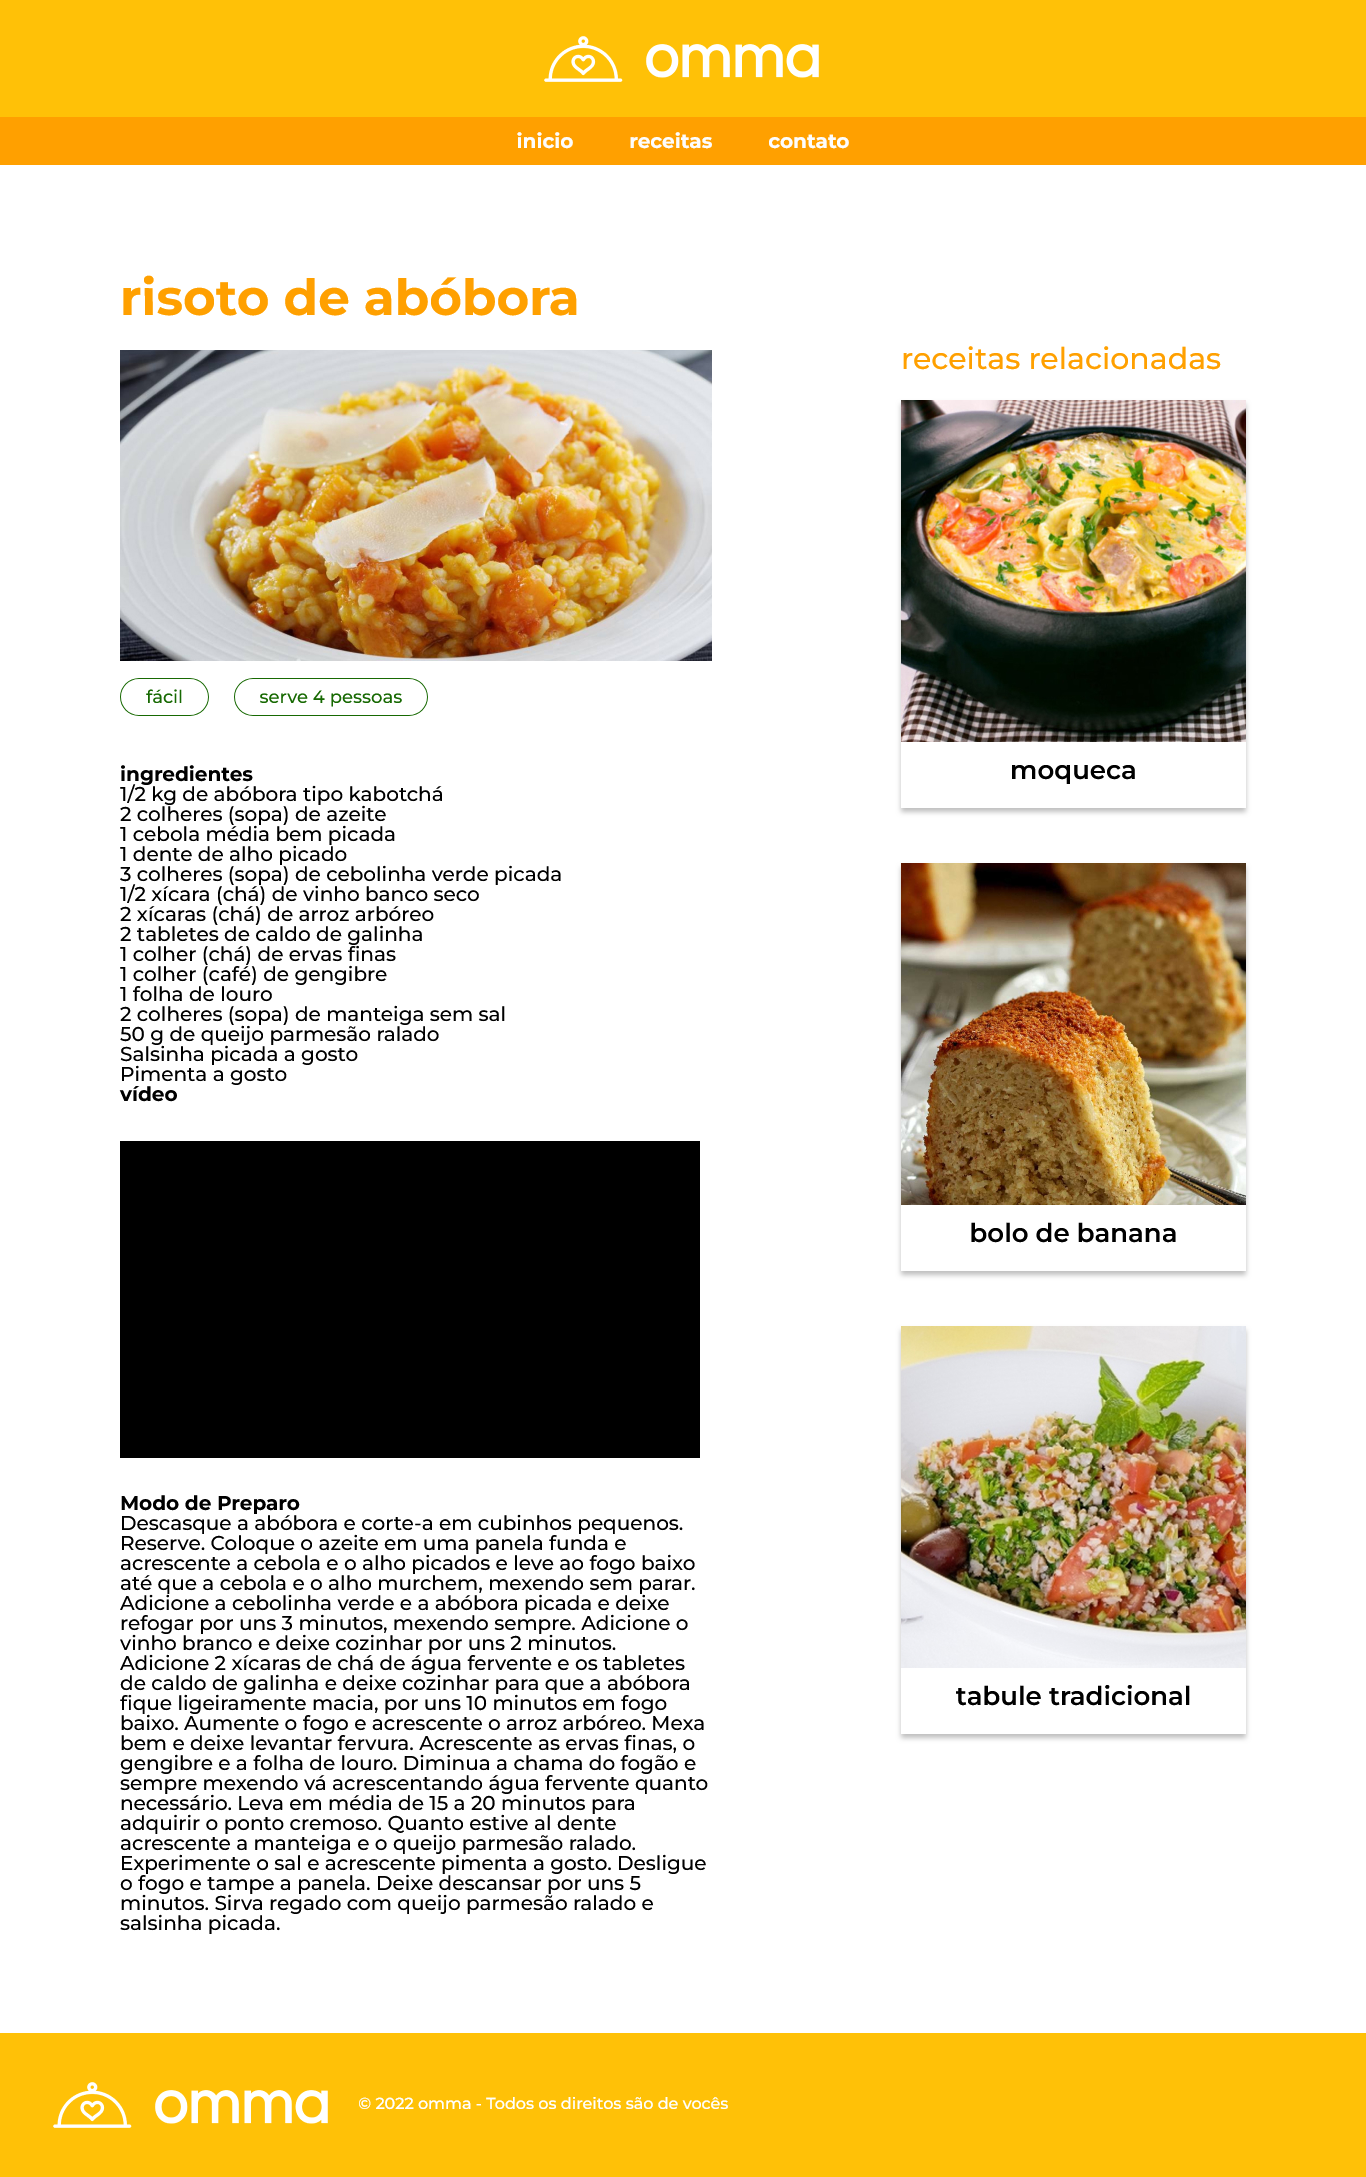 omma
inicio receitas contato
risoto de abóbora
fácil serve 4 pessoas
ingredientes
1/2 kg de abóbora tipo kabotchá
2 colheres (sopa) de azeite
1 cebola média bem picada
1 dente de alho picado
3 colheres (sopa) de cebolinha verde picada
1/2 xícara (chá) de vinho banco seco
2 xícaras (chá) de arroz arbóreo
2 tabletes de caldo de galinha
1 colher (chá) de ervas finas
1 colher (café) de gengibre
1 folha de louro
2 colheres (sopa) de manteiga sem sal
50 g de queijo parmesão ralado
Salsinha picada a gosto
Pimenta a gosto
vídeo
Modo de Preparo
Descasque a abóbora e corte-a em cubinhos pequenos.
Reserve. Coloque o azeite em uma panela funda e
acrescente a cebola e o alho picados e leve ao fogo baixo
até que a cebola e o alho murchem, mexendo sem parar.
Adicione a cebolinha verde e a abóbora picada e deixe
refogar por uns 3 minutos, mexendo sempre. Adicione o
vinho branco e deixe cozinhar por uns 2 minutos.
Adicione 2 xícaras de chá de água fervente e os tabletes
de caldo de galinha e deixe cozinhar para que a abóbora
fique ligeiramente macia, por uns 10 minutos em fogo
baixo. Aumente o fogo e acrescente o arroz arbóreo. Mexa
bem e deixe levantar fervura. Acrescente as ervas finas, o
gengibre e a folha de louro. Diminua a chama do fogão e
sempre mexendo vá acrescentando água fervente quanto
necessário. Leva em média de 15 a 20 minutos para
adquirir o ponto cremoso. Quanto estive al dente
acrescente a manteiga e o queijo parmesão ralado.
Experimente o sal e acrescente pimenta a gosto. Desligue
o fogo e tampe a panela. Deixe descansar por uns 5
minutos. Sirva regado com queijo parmesão ralado e
salsinha picada.
receitas relacionadas
moqueca
bolo de banana
tabule tradicional
omma © 2022 omma - Todos os direitos são de vocês